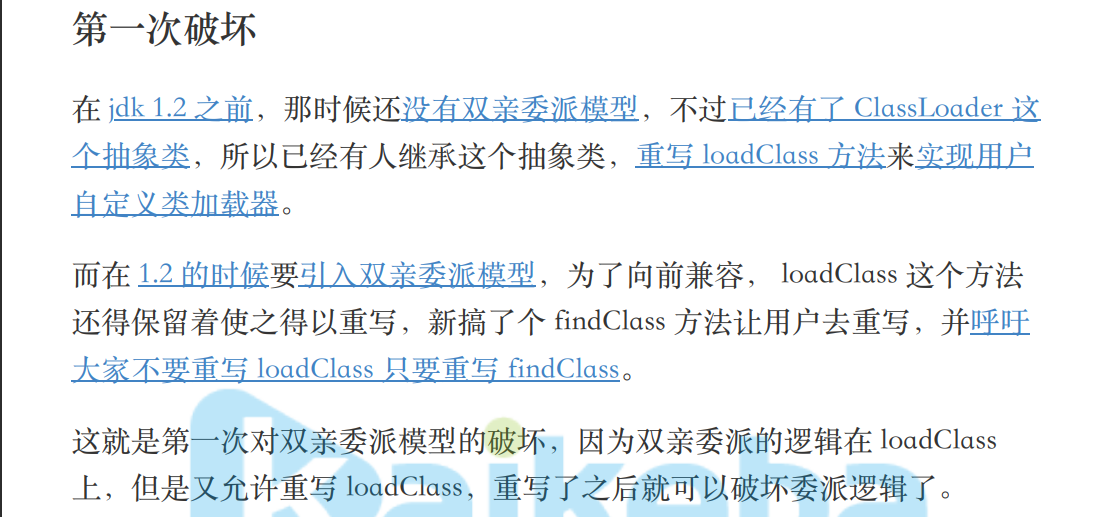 第一次破坏
在 jdk 1.2 之前，那时候还没有双亲委派模型，不过已经有了 ClassLoader 这
个抽象类，所以已经有人继承这个抽象类，重写 loadClass 方法来实现用户
自定义类加载器。
而在 1.2 的时候要引入双亲委派模型，为了向前兼容， loadClass 这个方法
还得保留着使之得以重写，新搞了个 findClass 方法让用户去重写，并呼吁
大家不要重写 loadClass 只要重写 findClass。
这就是第一次对双亲委派模型的破坏，因为双亲委派的逻辑在 loadClass
上，但是又允许重写 loadClass，重写了之后就可以破坏委派逻辑了。
kaikeba